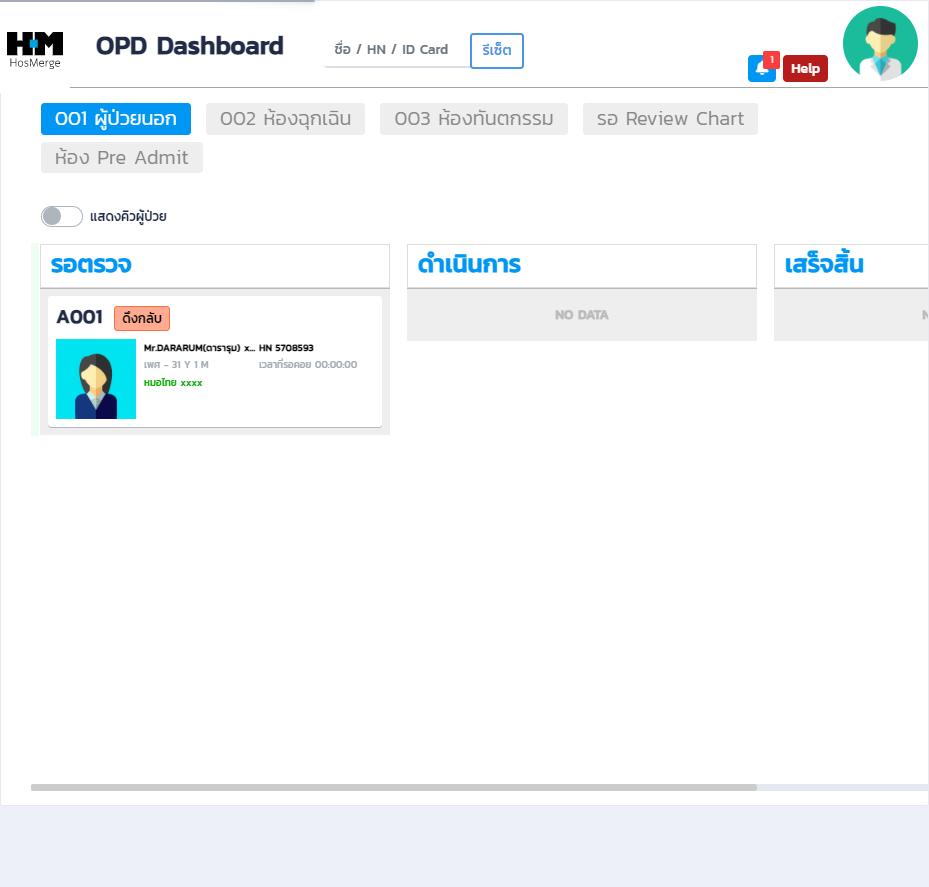 HM
HosMerge
OPD Dashboard
ชื่อ / HN / ID Card
รีเซ็ต
1
Help
001 ผู้ป่วยนอก
002 ห้องฉุกเฉิน
003 ห้องทันตกรรม
รอ Review Chart
ห้อง Pre Admit
แสดงคิวผู้ป่วย
รอตรวจ
ดำเนินการ
เสร็จสิ้น
A001
ดึงกลับ
NO DATA
N
Mr.DARARUM(ดารารุม) x... HN 5708593
เพศ - 31 Y 1 M
เวลาที่รอคอย 00:00:00
หมอไทย xxxx